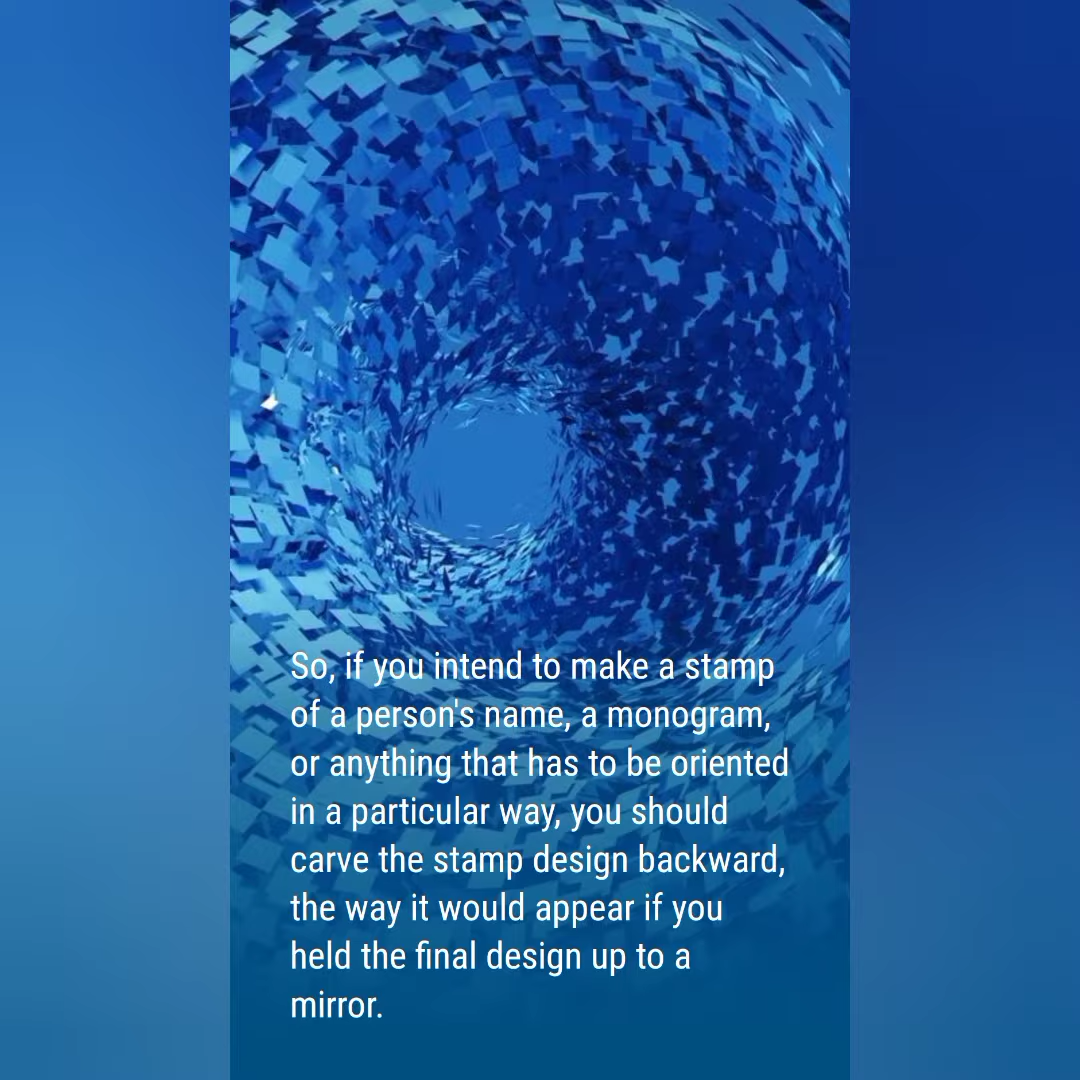 So, if you intend to make a stamp
of a person's name, a monogram,
or anything that has to be oriented
in a particular way, you should
carve the stamp design backward,
the way it would appear if you
held the final design up to a
mirror.